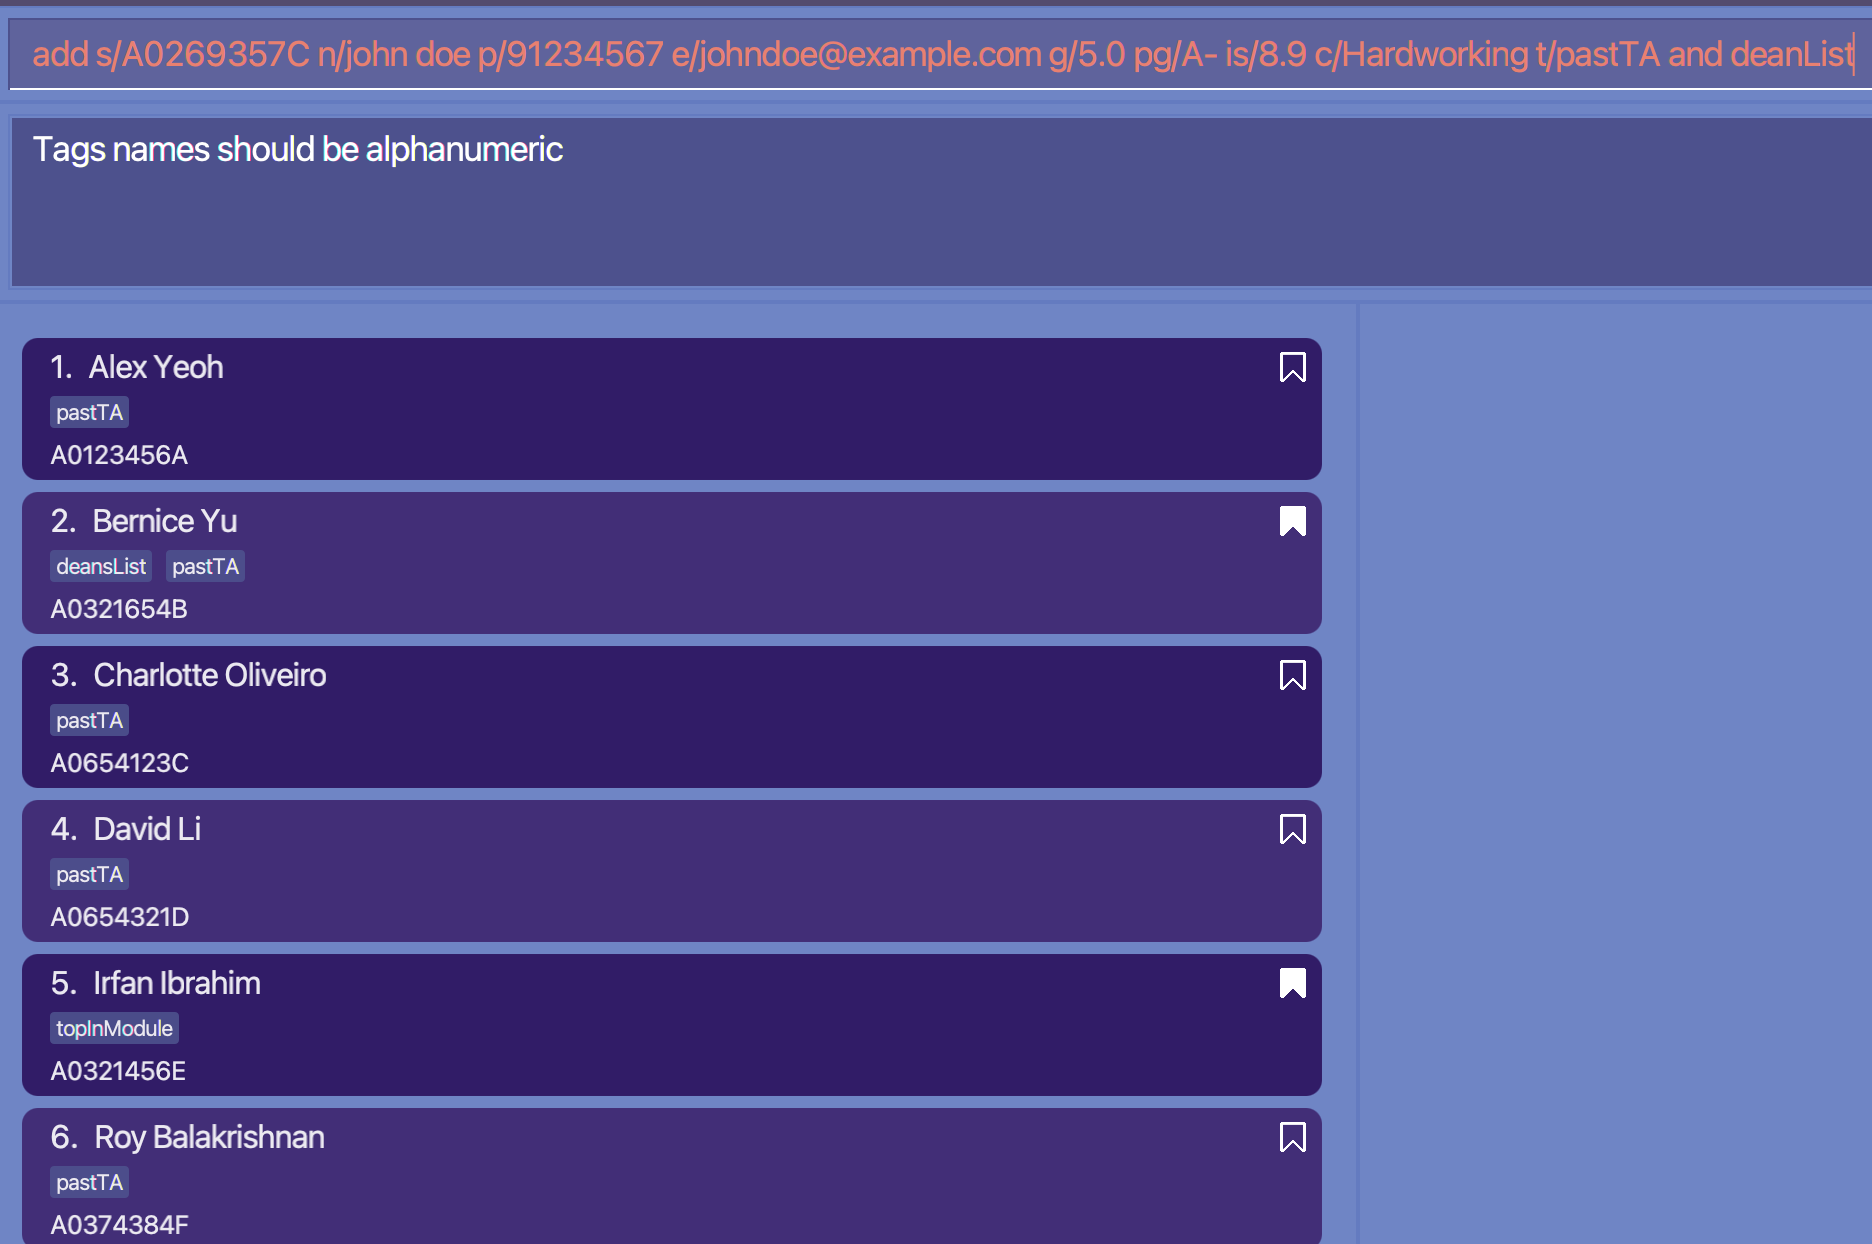 add s/A0269357C n/john doe p/91234567 e/johndoe@example.com g/5.0 pg/A- is/8.9 c/Hardworking t/pastTA and deanList
Tags names should be alphanumeric
1. Alex Yeoh
pastTA
A0123456A
2. Bernice Yu
deansList pastTA
A0321654B
3. Charlotte Oliveiro
pastTA
A0654123C
4. David Li
pastTA
A0654321D
5. Irfan Ibrahim
topInModule
A0321456E
6. Roy Balakrishnan
pastTA
A0374384F